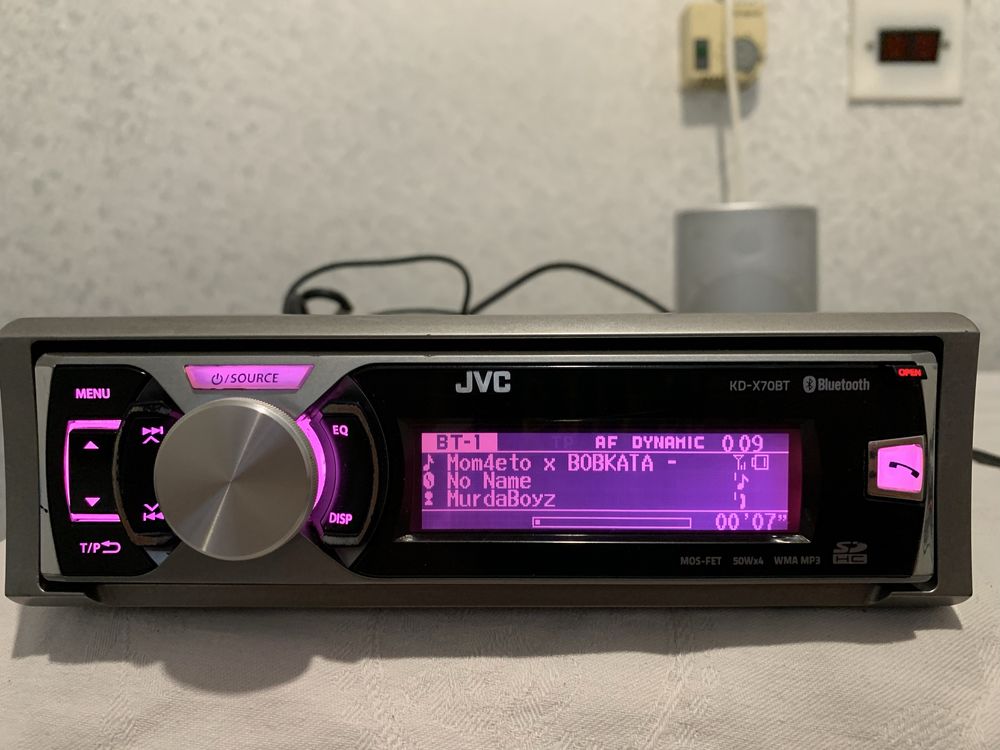 ⏻/SOURCE
MENU
EQ
DISP
T/P
JVC
KD-X70BT Bluetooth
OPEN
BT-1 TP AF DYNAMIC 0 09
Mom4eto x BOBKATA -
No Name
MurdaBoyz
00'07"
MOS-FET 50Wx4 WMA MP3 SD HC